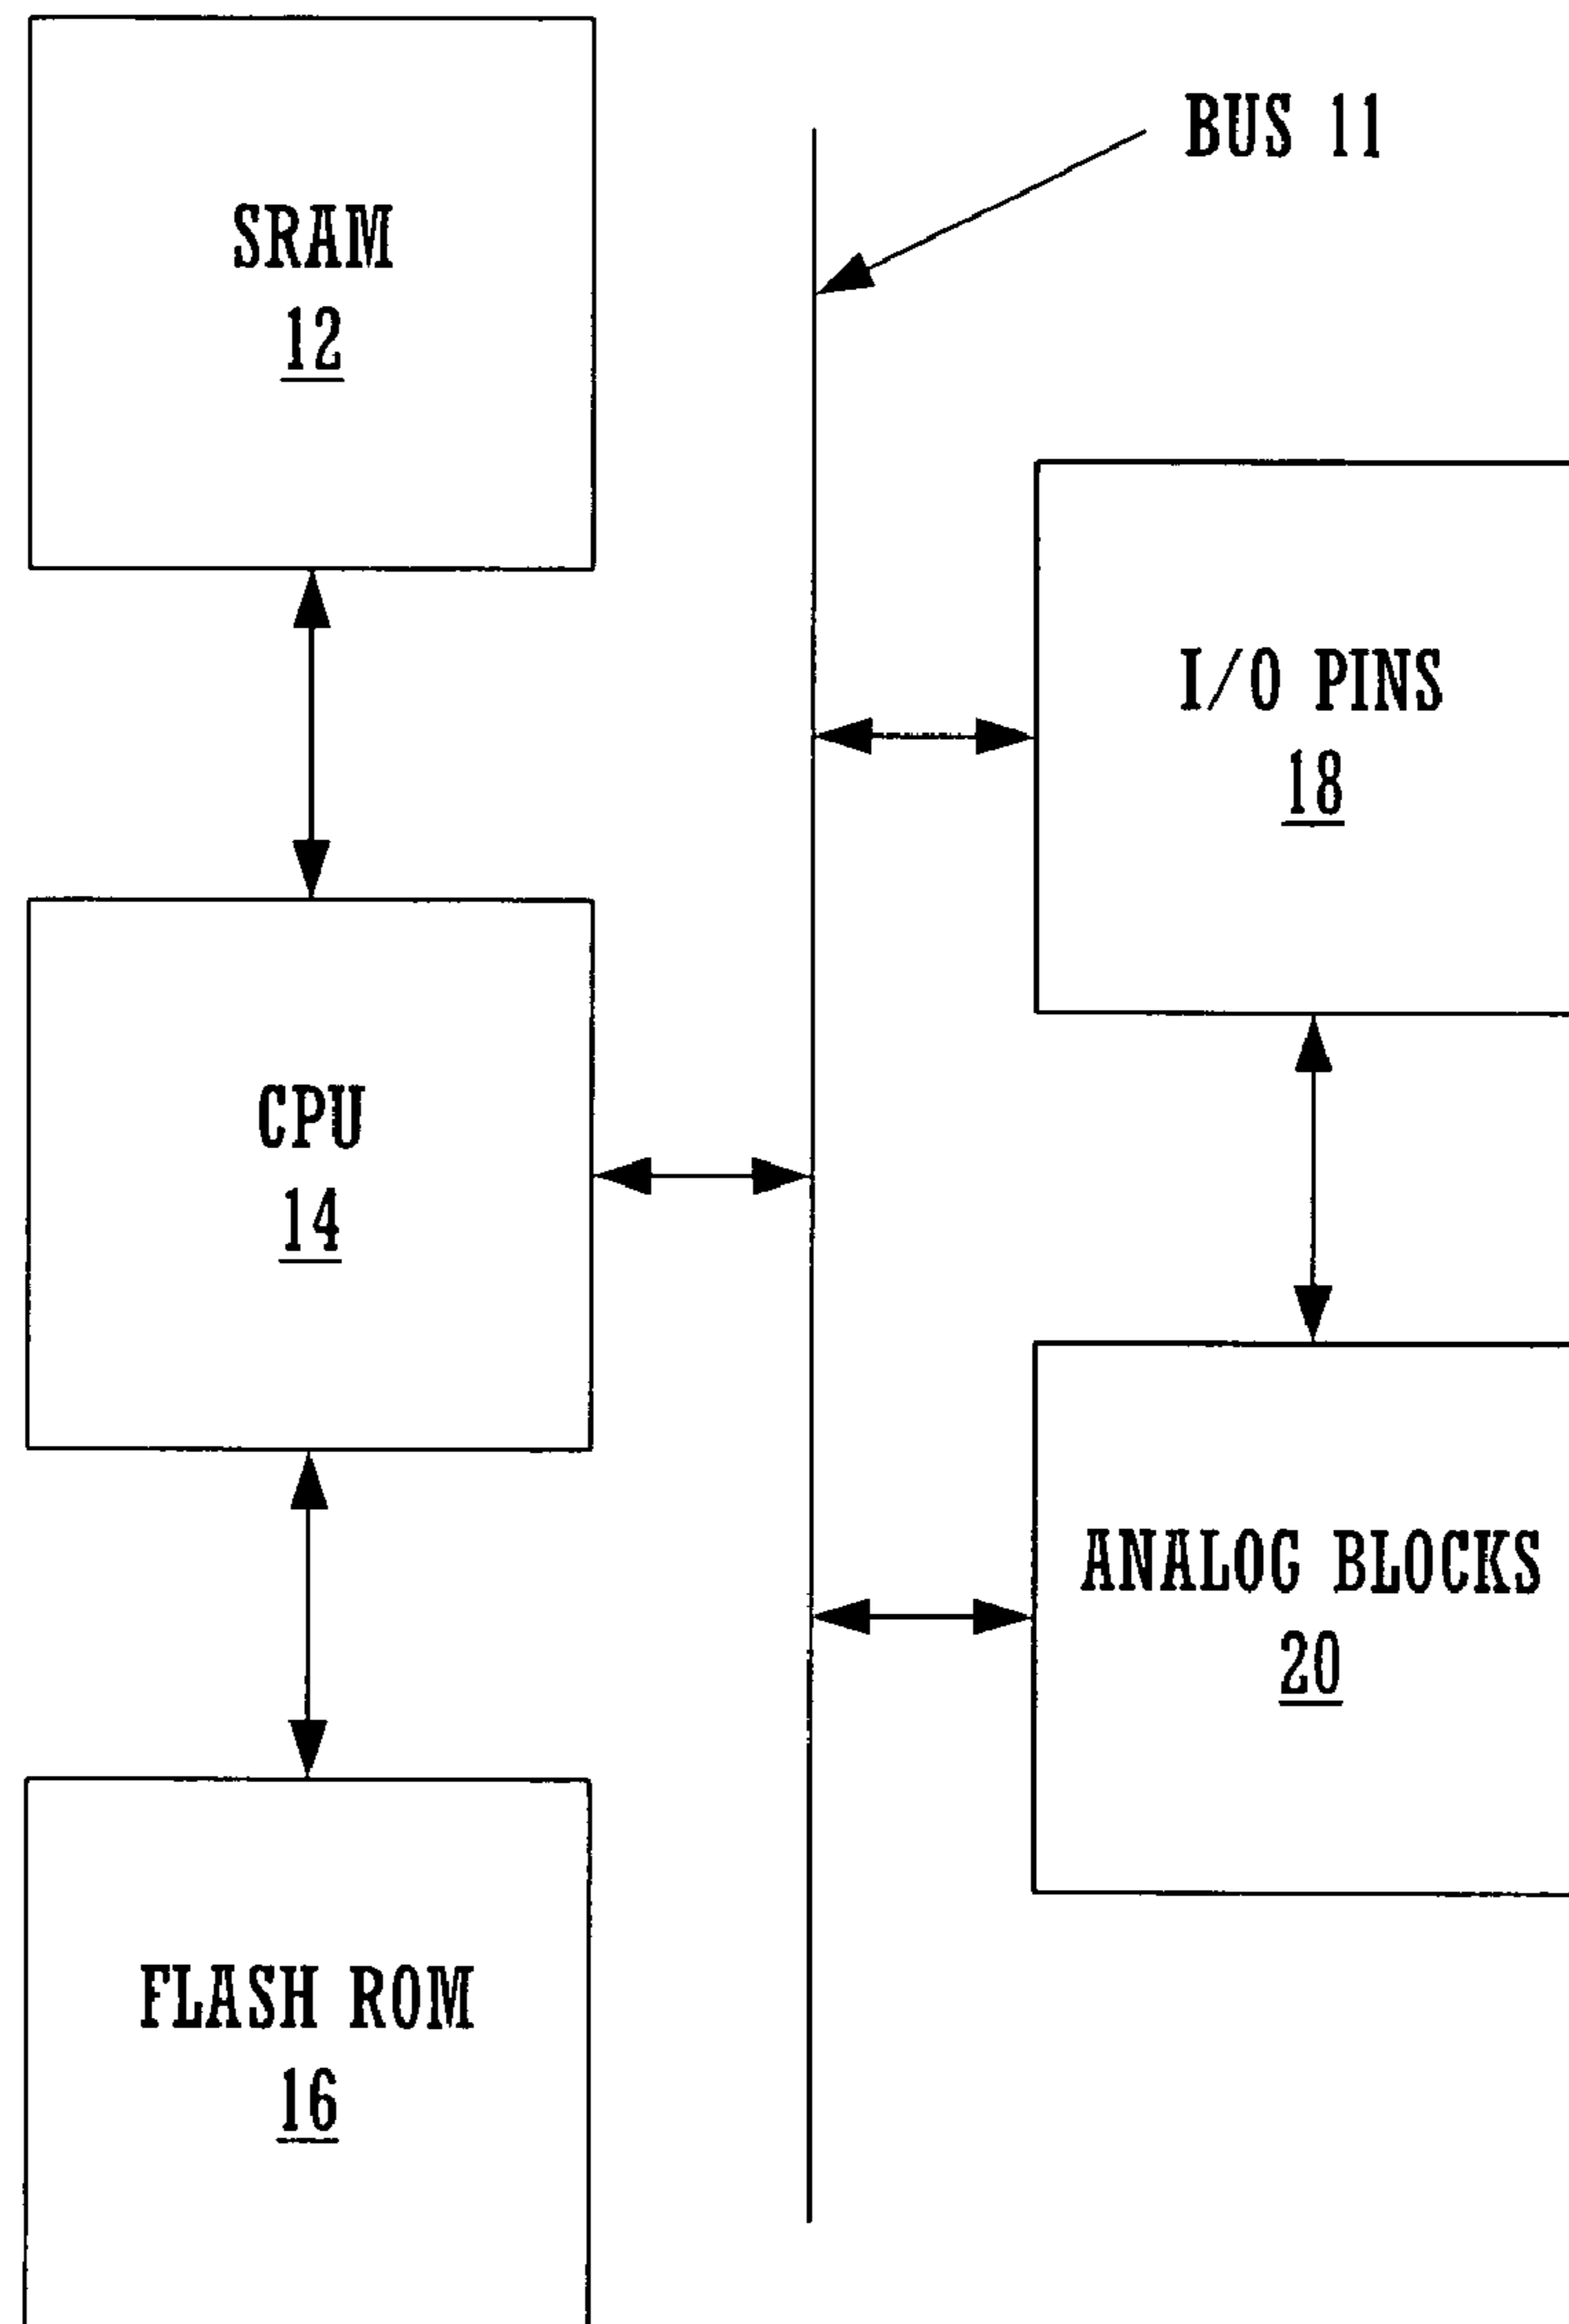 BUS 11
SRAM
12
I/O PINS
18
CPU
14
ANALOG BLOCKS
20
FLASH ROM
16